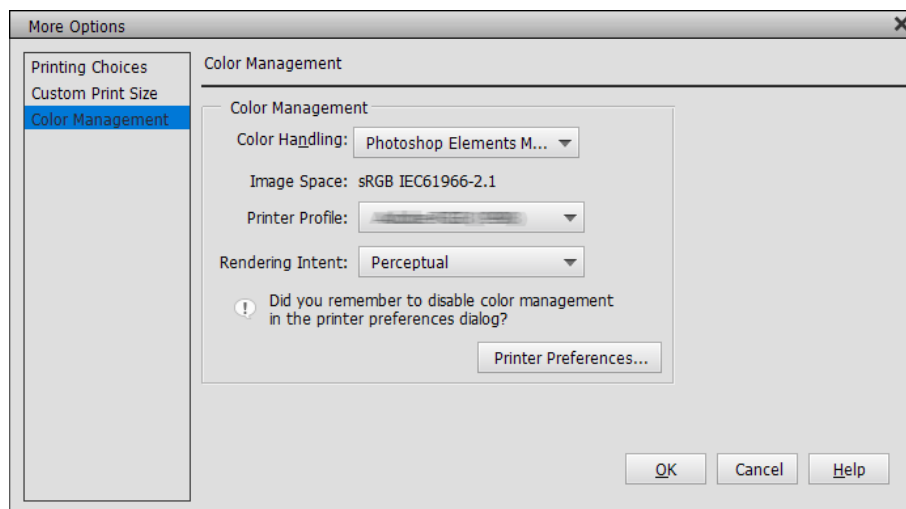 More Options
Printing Choices
Custom Print Size
Color Management
Color Management
Color Management
Color Handling: Photoshop Elements M...
Image Space: sRGB IEC61966-2.1
Printer Profile:
Rendering Intent: Perceptual
Did you remember to disable color management
in the printer preferences dialog?
Printer Preferences...
OK Cancel Help